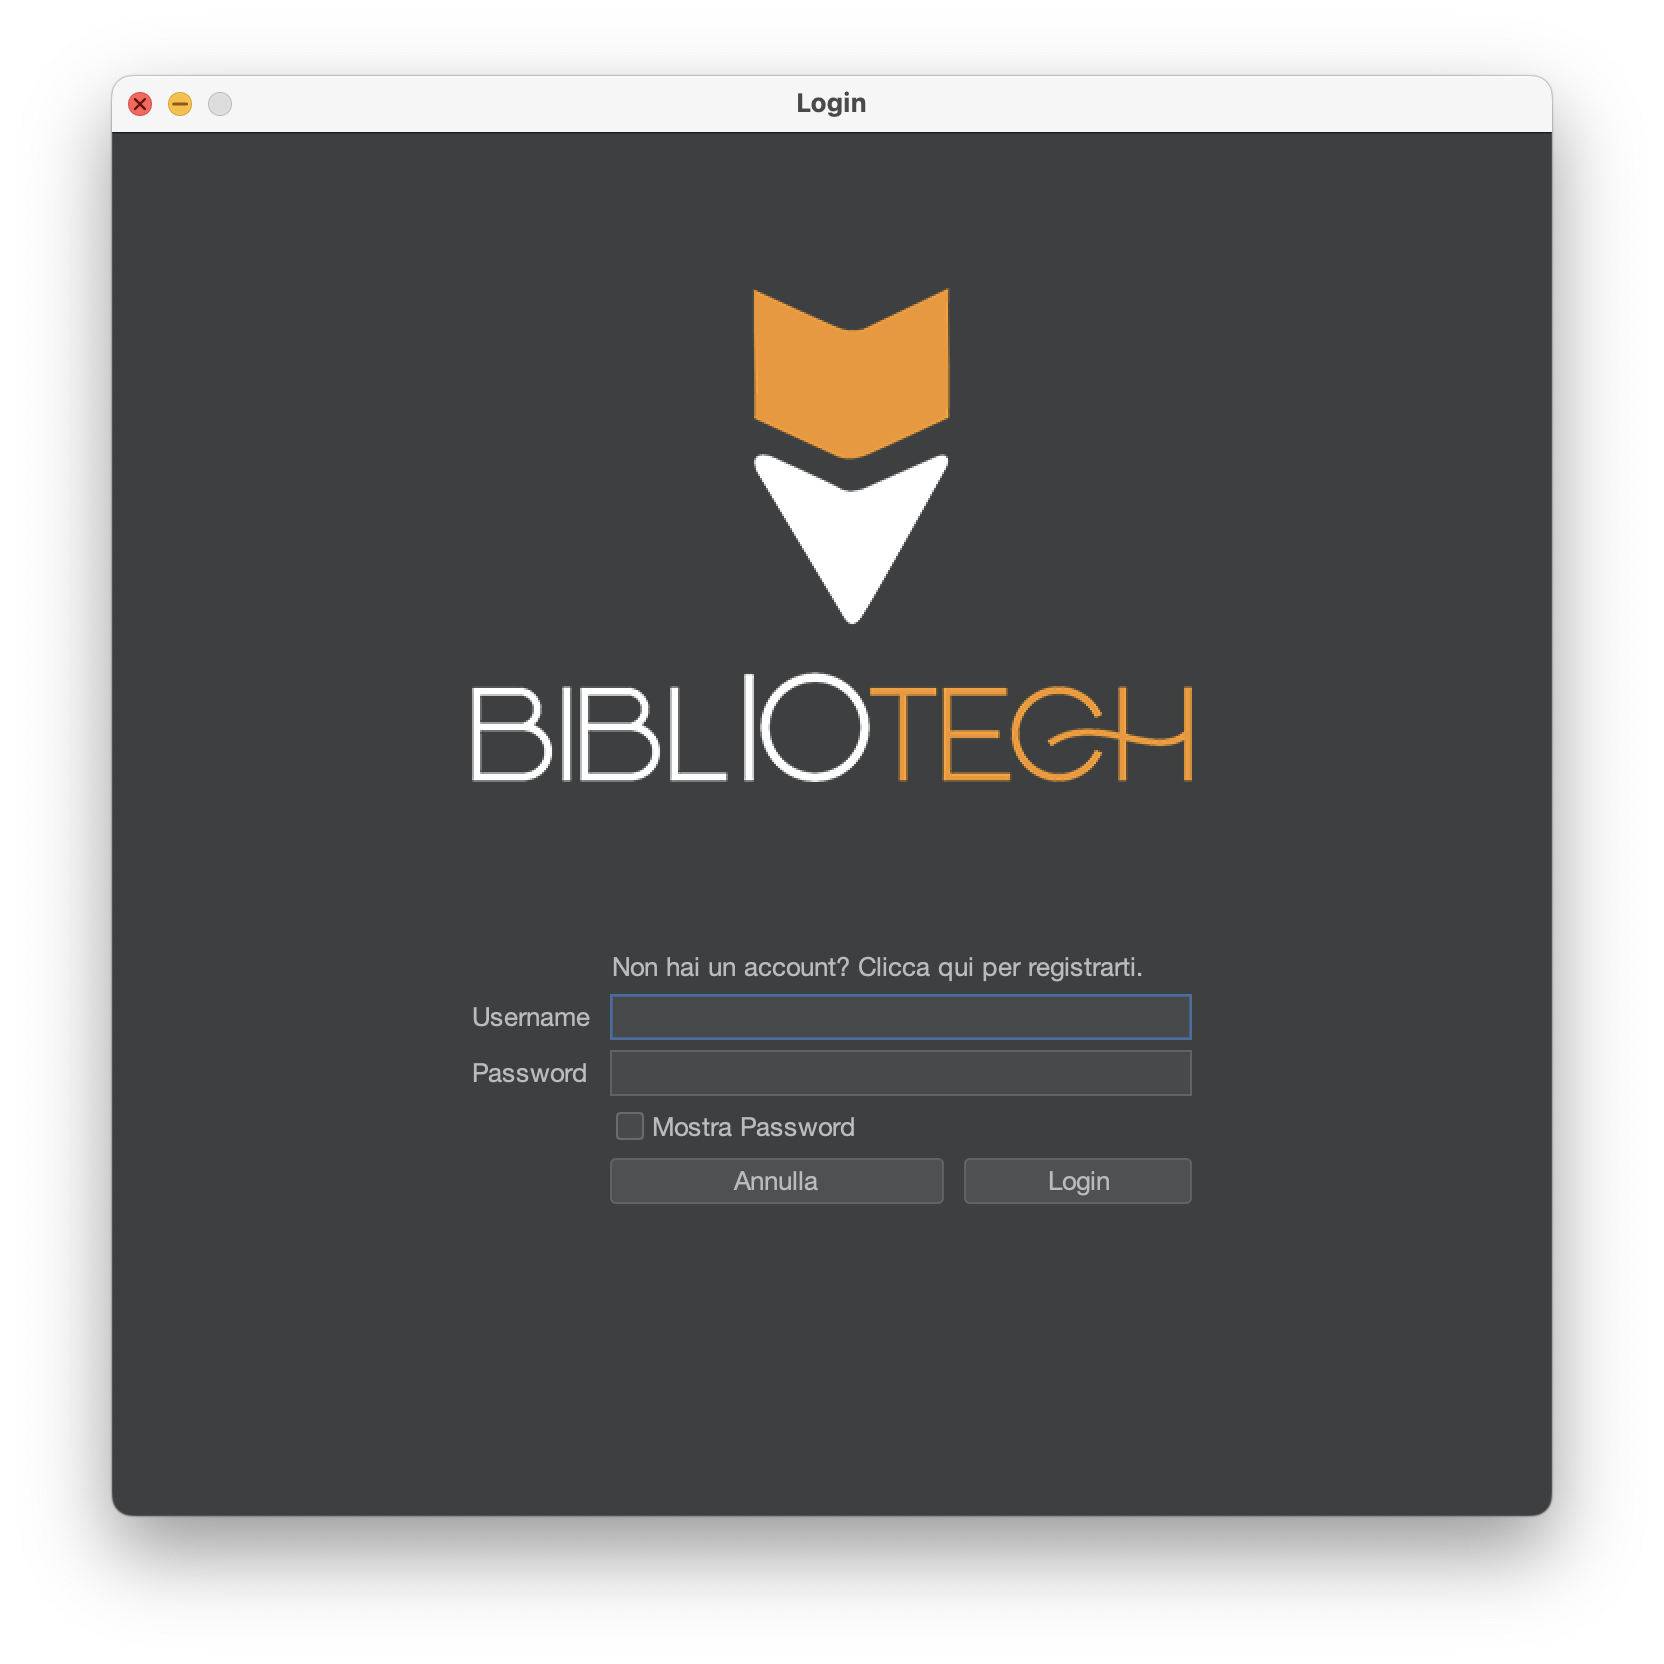 Login
BIBLIOTECH
Non hai un account? Clicca qui per registrarti.
Username
Password
Mostra Password
Annulla Login